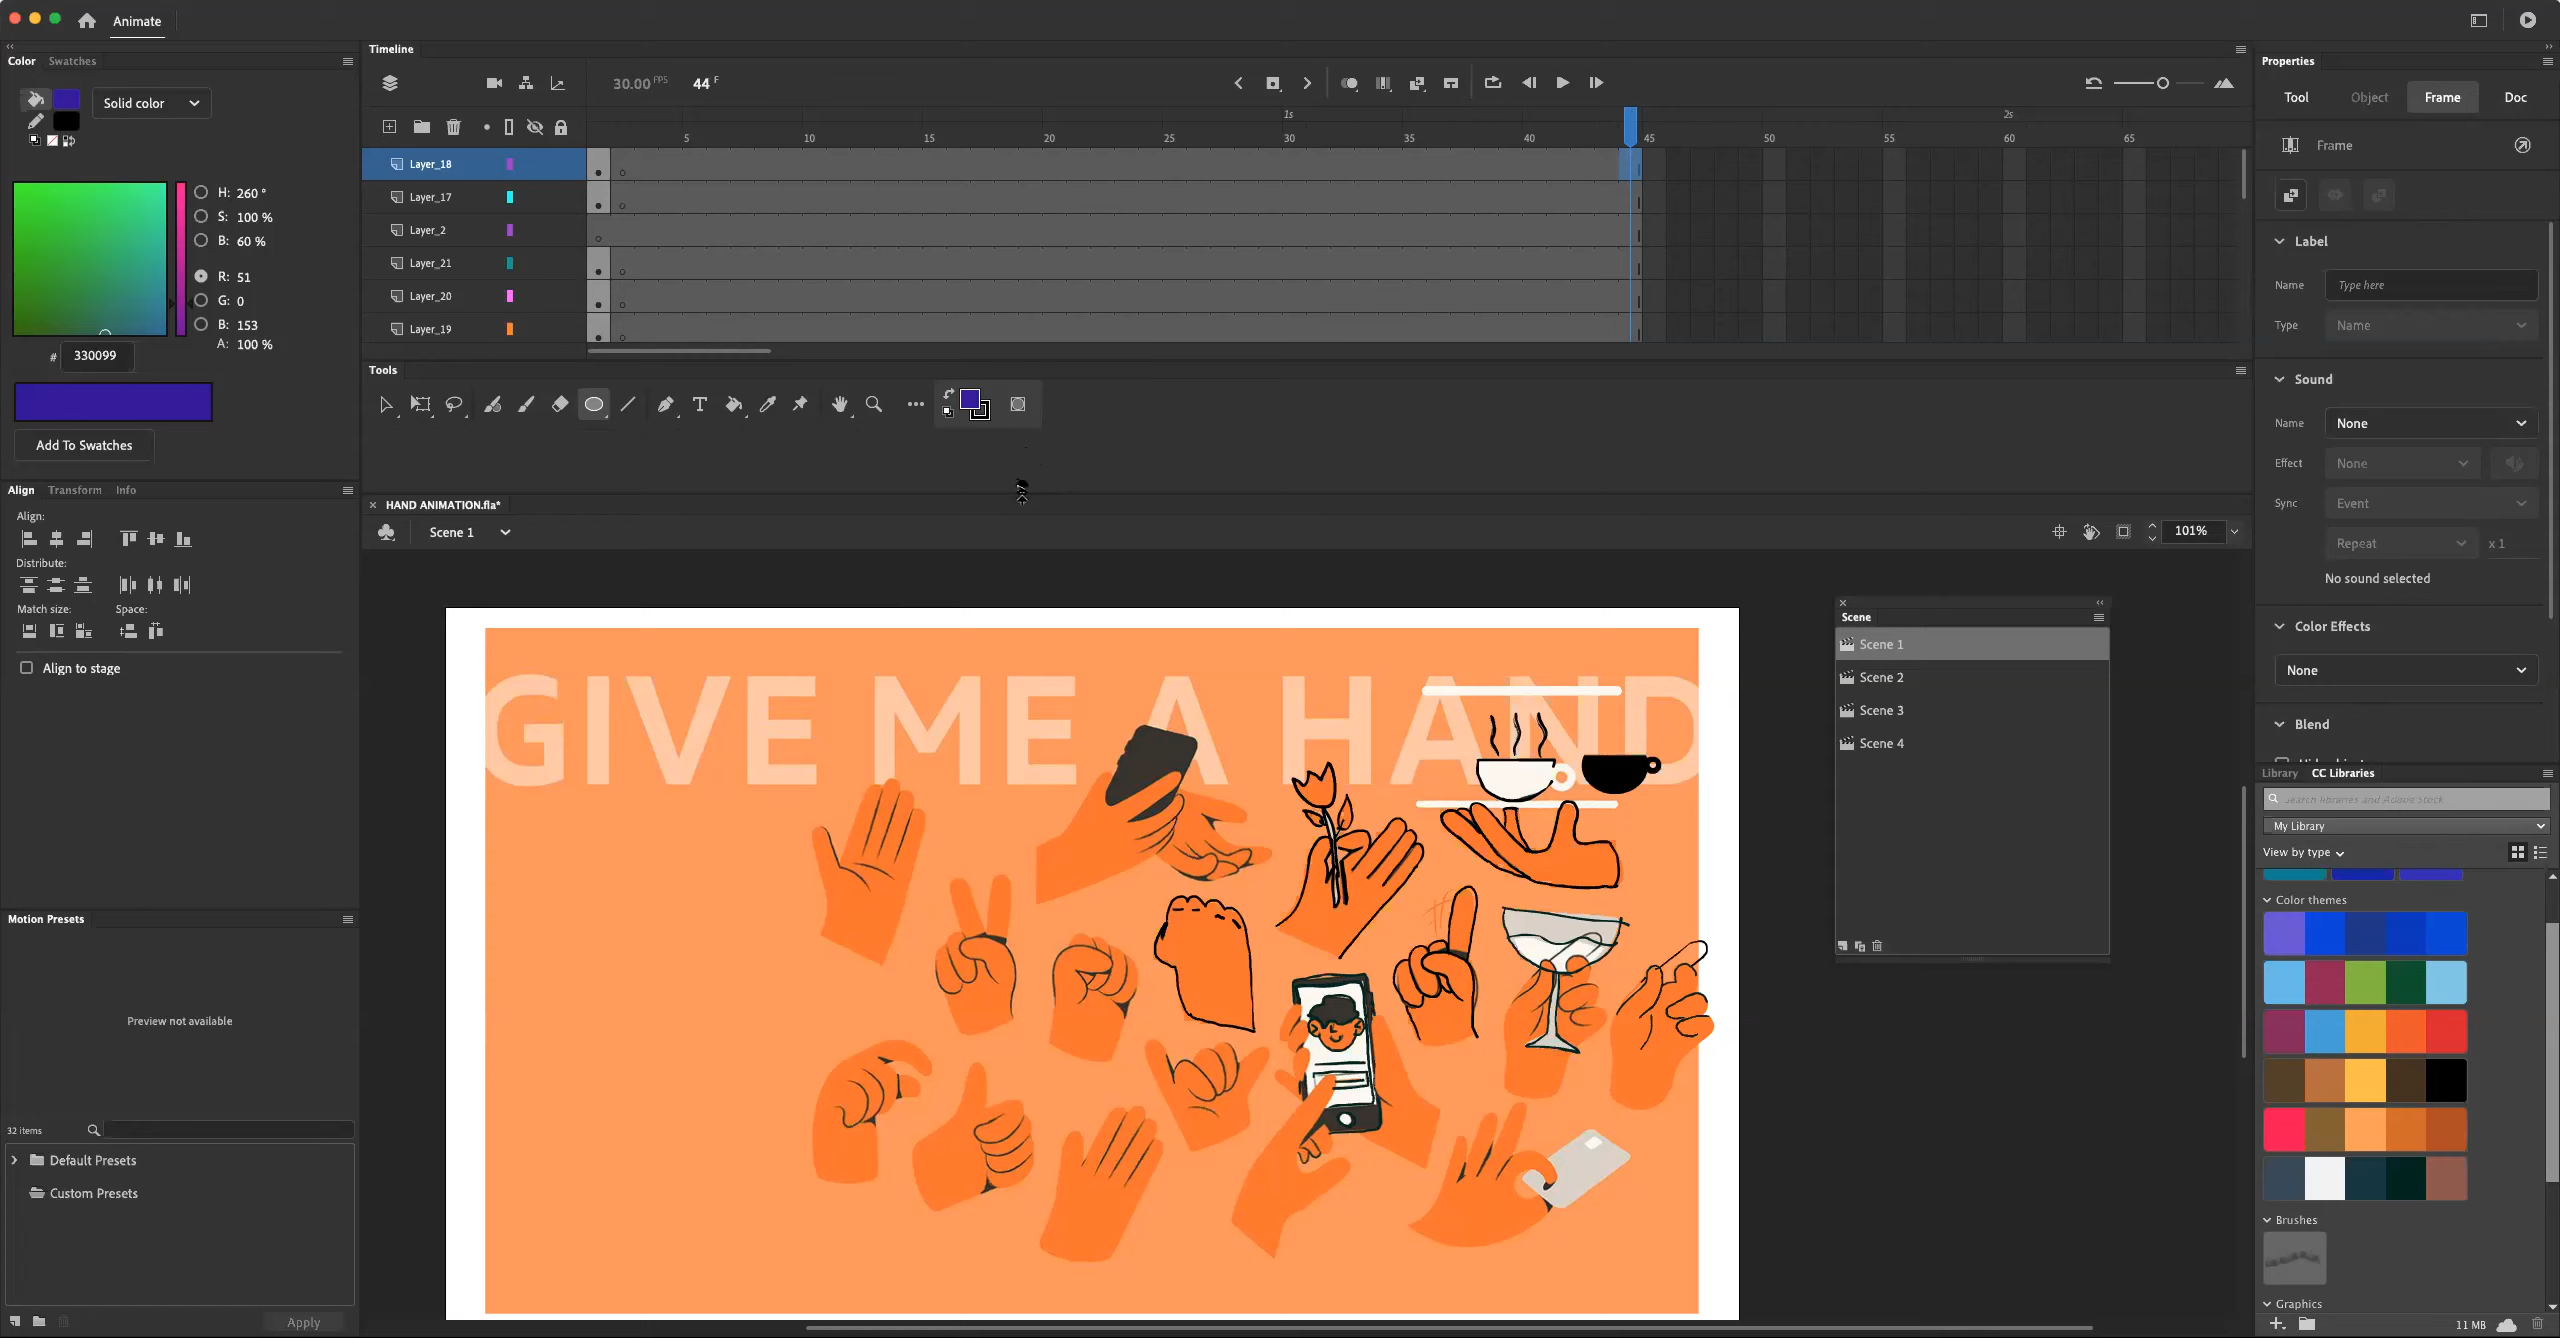 Animate
Color Swatches
Solid color
H: 260 °
S: 100 %
B: 60 %
R: 51
G: 0
B: 153
A: 100 %
# 330099
Add To Swatches
Align Transform Info
Align:
Distribute:
Match size: Space:
Align to stage
Motion Presets
Preview not available
32 items
Default Presets
Custom Presets
Apply
Timeline
30.00 FPS 44 F
1s 2s
5 10 15 20 25 30 35 40 45 50 55 60 65
Layer_18
Layer_17
Layer_2
Layer_21
Layer_20
Layer_19
Tools
HAND ANIMATION.fla*
Scene 1
101%
GIVE ME A HAND
Scene
Scene 1
Scene 2
Scene 3
Scene 4
Properties
Tool Object Frame Doc
Frame
Label
Name Type here
Type Name
Sound
Name None
Effect None
Sync Event
Repeat x 1
No sound selected
Color Effects
None
Blend
Library CC Libraries
Search libraries and Adobe Stock
My Library
View by type
Color themes
Brushes
Graphics
11 MB